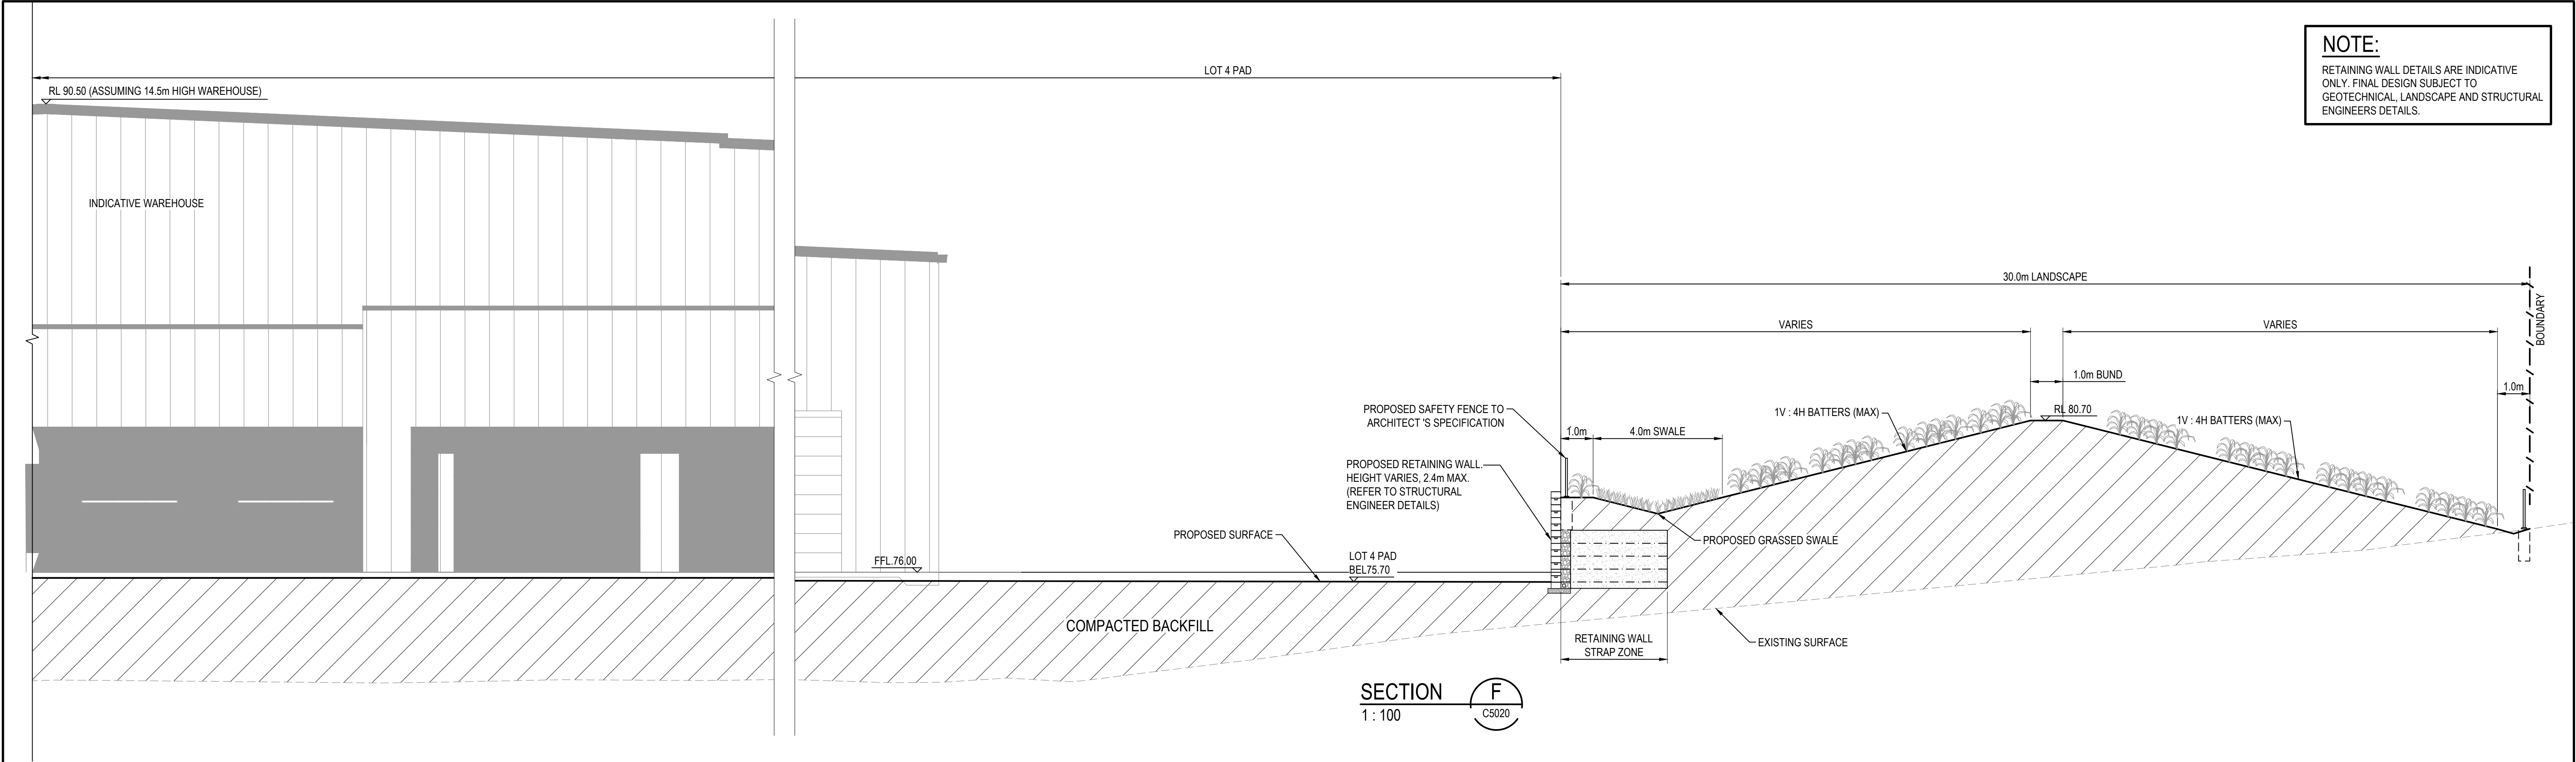 NOTE:
RETAINING WALL DETAILS ARE INDICATIVE
ONLY. FINAL DESIGN SUBJECT TO
GEOTECHNICAL, LANDSCAPE AND STRUCTURAL
ENGINEERS DETAILS.
LOT 4 PAD
RL 90.50 (ASSUMING 14.5m HIGH WAREHOUSE)
INDICATIVE WAREHOUSE
30.0m LANDSCAPE
BOUNDARY
VARIES
VARIES
1.0m BUND
1.0m
PROPOSED SAFETY FENCE TO
ARCHITECT 'S SPECIFICATION
1.0m
4.0m SWALE
1V : 4H BATTERS (MAX)
RL 80.70
1V : 4H BATTERS (MAX)
PROPOSED RETAINING WALL.
HEIGHT VARIES, 2.4m MAX.
(REFER TO STRUCTURAL
ENGINEER DETAILS)
PROPOSED SURFACE
PROPOSED GRASSED SWALE
FFL.76.00
LOT 4 PAD
BEL75.70
COMPACTED BACKFILL
RETAINING WALL
STRAP ZONE
EXISTING SURFACE
SECTION
1 : 100
F
C5020